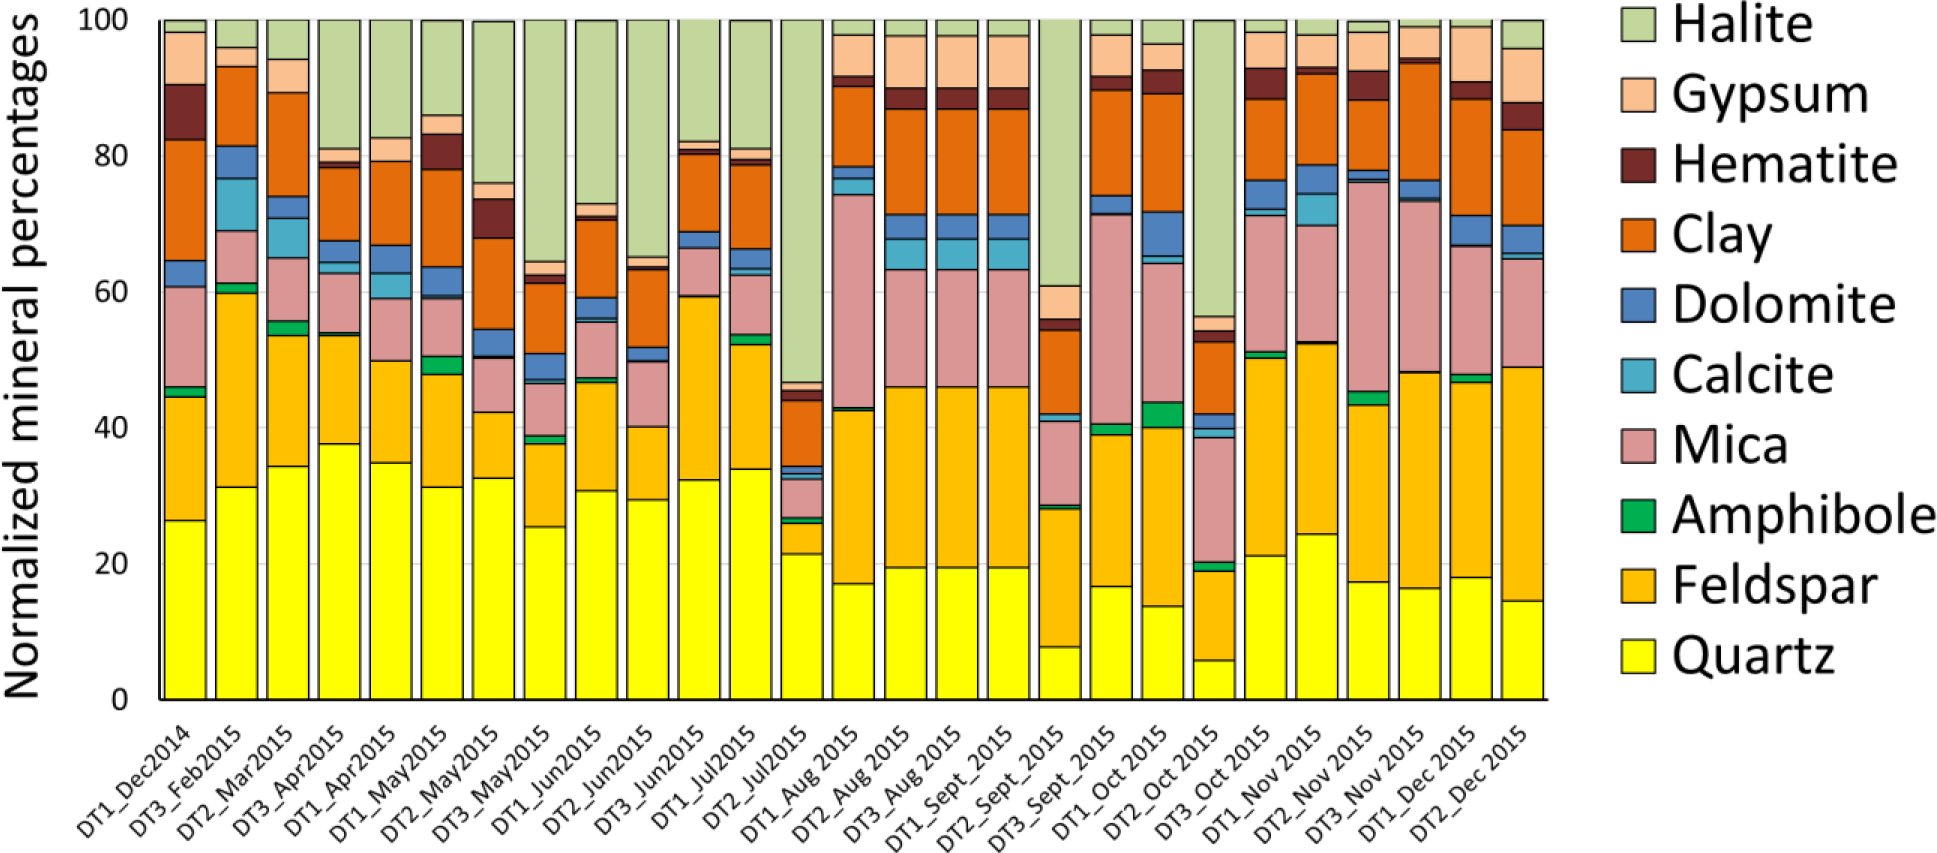 Normalized mineral percentages
100
80
60
40
20
0
DT1_Dec2014
DT3_Feb2015
DT2_Mar2015
DT3_Apr2015
DT1_Apr2015
DT1_May2015
DT2_May2015
DT3_May2015
DT1_Jun2015
DT2_Jun2015
DT3_Jun2015
DT1_Jul2015
DT2_Jul2015
DT1_Aug 2015
DT2_Aug 2015
DT3_Aug 2015
DT1_Sept_2015
DT2_Sept_2015
DT3_Sept_2015
DT1_Oct 2015
DT2_Oct 2015
DT3_Oct 2015
DT1_Nov 2015
DT2_Nov 2015
DT3_Nov 2015
DT1_Dec 2015
DT2_Dec 2015
Halite
Gypsum
Hematite
Clay
Dolomite
Calcite
Mica
Amphibole
Feldspar
Quartz